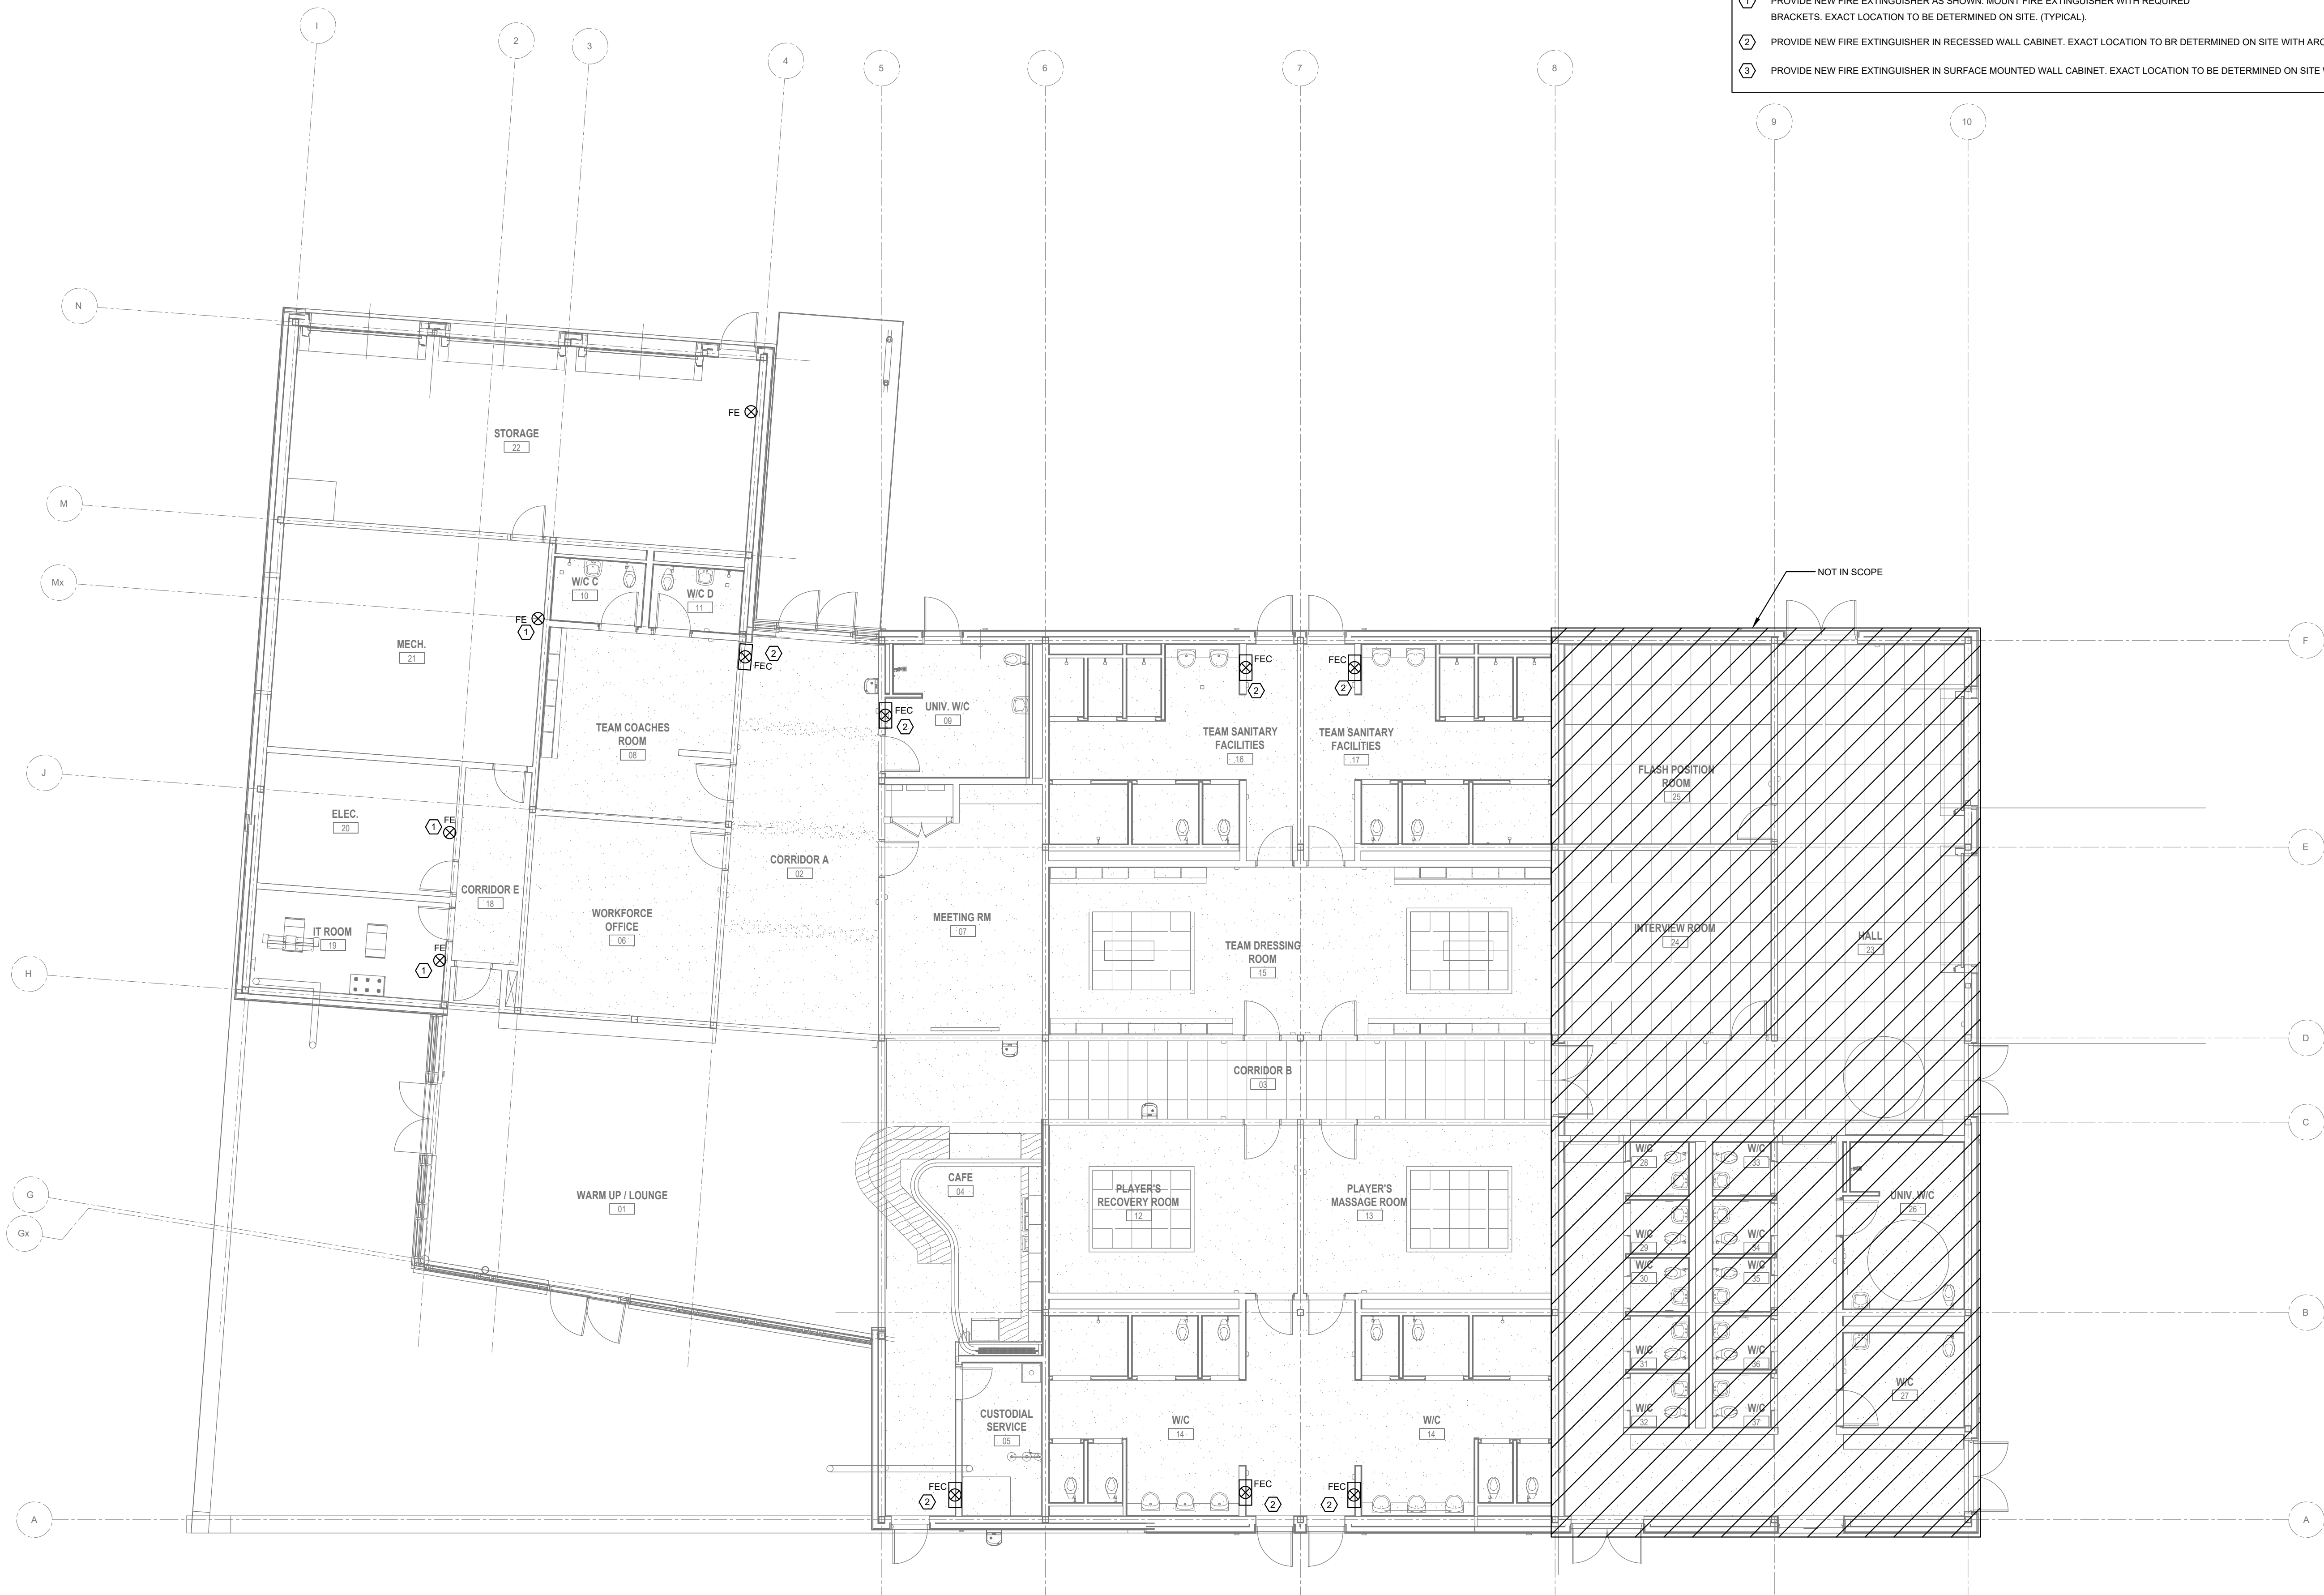 1 PROVIDE NEW FIRE EXTINGUISHER AS SHOWN. MOUNT FIRE EXTINGUISHER WITH REQUIRED
BRACKETS. EXACT LOCATION TO BE DETERMINED ON SITE. (TYPICAL).
2 PROVIDE NEW FIRE EXTINGUISHER IN RECESSED WALL CABINET. EXACT LOCATION TO BR DETERMINED ON SITE WITH ARC
3 PROVIDE NEW FIRE EXTINGUISHER IN SURFACE MOUNTED WALL CABINET. EXACT LOCATION TO BE DETERMINED ON SITE
I
2
3
4
5
6
7
8
9
10
N
FE
STORAGE
22
M
NOT IN SCOPE
Mx
W/C C
10
W/C D
11
FE
1
MECH.
21
F
2
FEC
FEC
2
FEC
2
FEC
2
UNIV. W/C
09
TEAM COACHES
ROOM
08
TEAM SANITARY
FACILITIES
16
TEAM SANITARY
FACILITIES
17
J
FLASH POSITION
ROOM
25
ELEC.
20
1
FE
E
CORRIDOR A
02
CORRIDOR E
18
WORKFORCE
OFFICE
06
MEETING RM
07
IT ROOM
19
FE
1
TEAM DRESSING
ROOM
15
INTERVIEW ROOM
24
HALL
23
H
D
CORRIDOR B
03
C
W/C
28
W/C
33
CAFE
04
WARM UP / LOUNGE
01
PLAYER'S
RECOVERY ROOM
12
PLAYER'S
MASSAGE ROOM
13
UNIV. W/C
26
G
Gx
W/C
29
W/C
34
W/C
30
W/C
35
B
W/C
31
W/C
36
W/C
27
CUSTODIAL
SERVICE
05
W/C
14
W/C
14
W/C
32
W/C
37
FEC
2
FEC
2
FEC
2
A
A